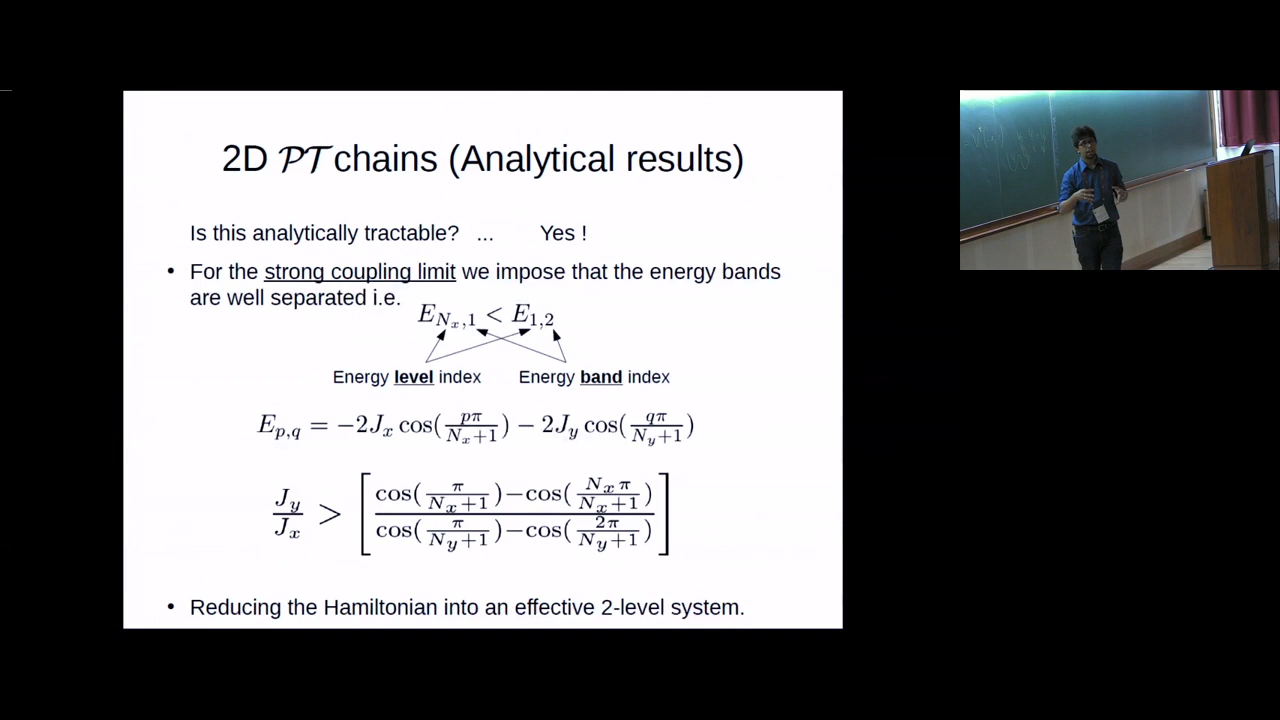 2D 𝒫𝒯 chains (Analytical results)
Is this analytically tractable? ... Yes !
• For the strong coupling limit we impose that the energy bands
are well separated i.e.
E_{N_x,1} < E_{1,2}
Energy level index Energy band index
E_{p,q} = −2J_x cos(pπ/(N_x+1)) − 2J_y cos(qπ/(N_y+1))
J_y/J_x > [(cos(π/(N_x+1))−cos(N_xπ/(N_x+1)))/(cos(π/(N_y+1))−cos(2π/(N_y+1)))]
• Reducing the Hamiltonian into an effective 2-level system.